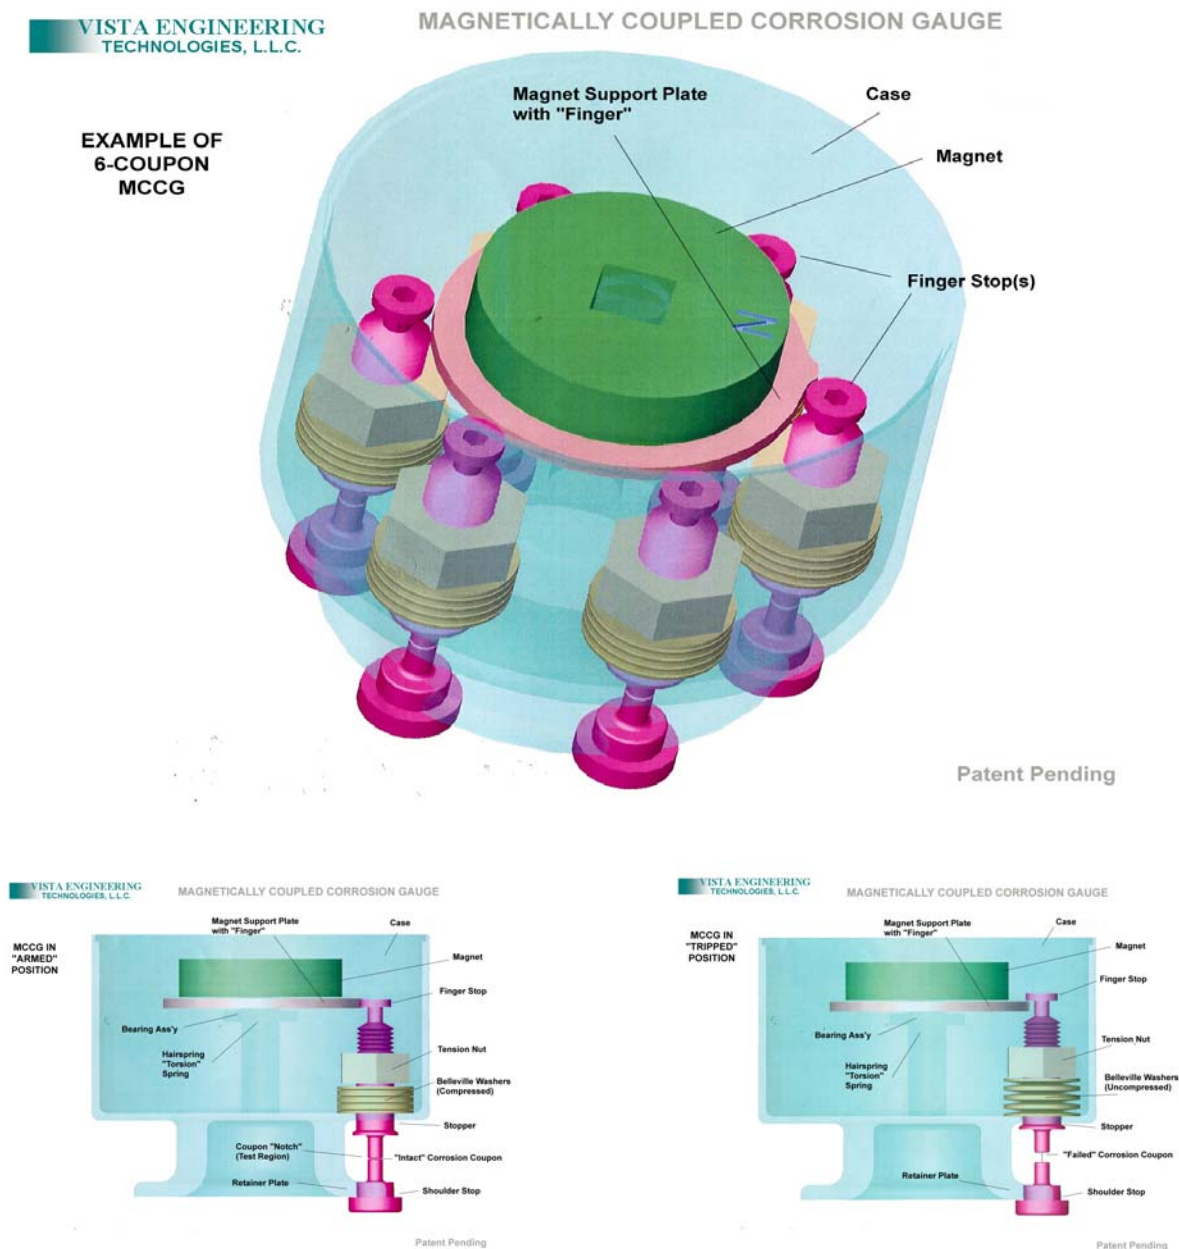 VISTA ENGINEERING
TECHNOLOGIES, L.L.C.
MAGNETICALLY COUPLED CORROSION GAUGE
EXAMPLE OF
6-COUPON
MCCG
Magnet Support Plate
with "Finger"
Case
Magnet
Finger Stop(s)
N
Patent Pending
VISTA ENGINEERING
TECHNOLOGIES, L.L.C.
MAGNETICALLY COUPLED CORROSION GAUGE
MCCG IN
"ARMED"
POSITION
Magnet Support Plate
with "Finger"
Case
Magnet
Finger Stop
Bearing Ass'y
Hairspring
"Torsion"
Spring
Tension Nut
Belleville Washers
(Compressed)
Stopper
Coupon "Notch"
(Test Region)
"Intact" Corrosion Coupon
Retainer Plate
Shoulder Stop
Patent Pending
VISTA ENGINEERING
TECHNOLOGIES, L.L.C.
MAGNETICALLY COUPLED CORROSION GAUGE
MCCG IN
"TRIPPED"
POSITION
Magnet Support Plate
with "Finger"
Case
Magnet
Finger Stop
Bearing Ass'y
Hairspring
"Torsion"
Spring
Tension Nut
Belleville Washers
(Uncompressed)
Stopper
"Failed" Corrosion Coupon
Retainer Plate
Shoulder Stop
Patent Pending